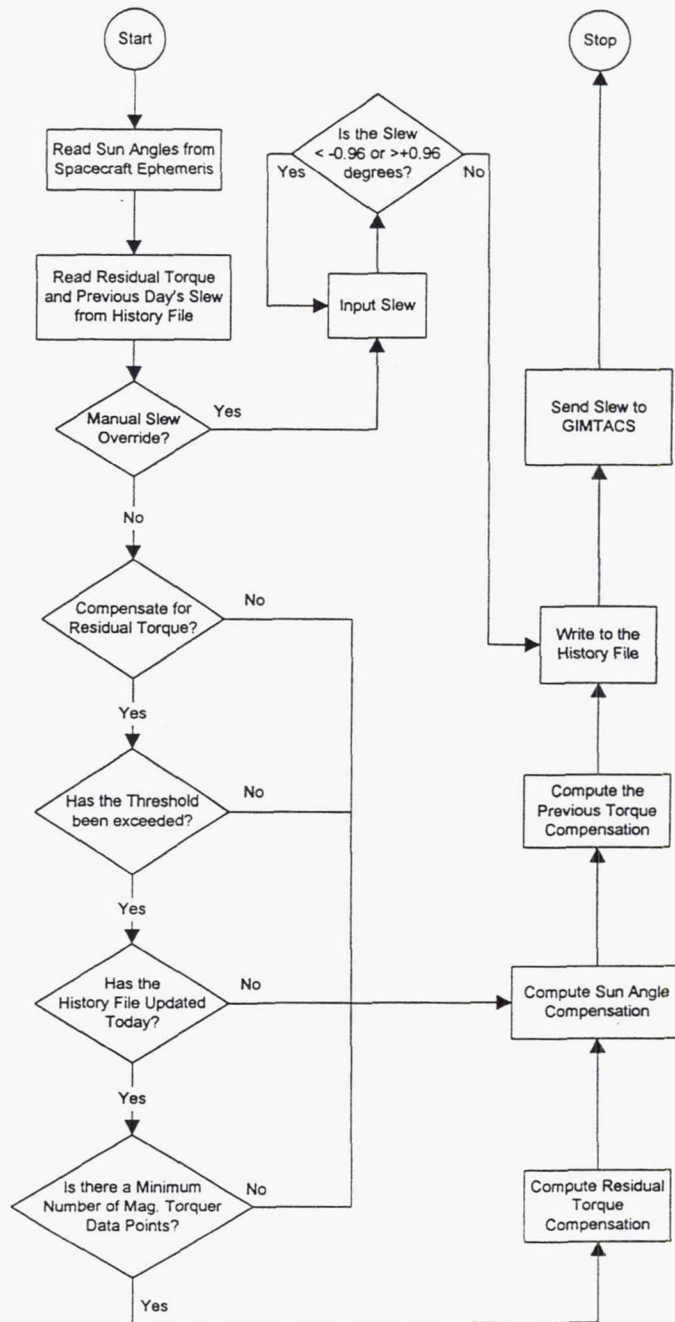 Start
Stop
Read Sun Angles from
Spacecraft Ephemeris
Is the Slew
< -0.96 or >+0.96
degrees?
Yes
No
Read Residual Torque
and Previous Day's Slew
from History File
Input Slew
Manual Slew
Override?
Yes
Send Slew to
GIMTACS
No
Compensate for
Residual Torque?
No
Write to the
History File
Yes
Has the Threshold
been exceeded?
No
Compute the
Previous Torque
Compensation
Yes
Has the
History File Updated
Today?
No
Compute Sun Angle
Compensation
Yes
Is there a Minimum
Number of Mag. Torquer
Data Points?
No
Compute Residual
Torque
Compensation
Yes